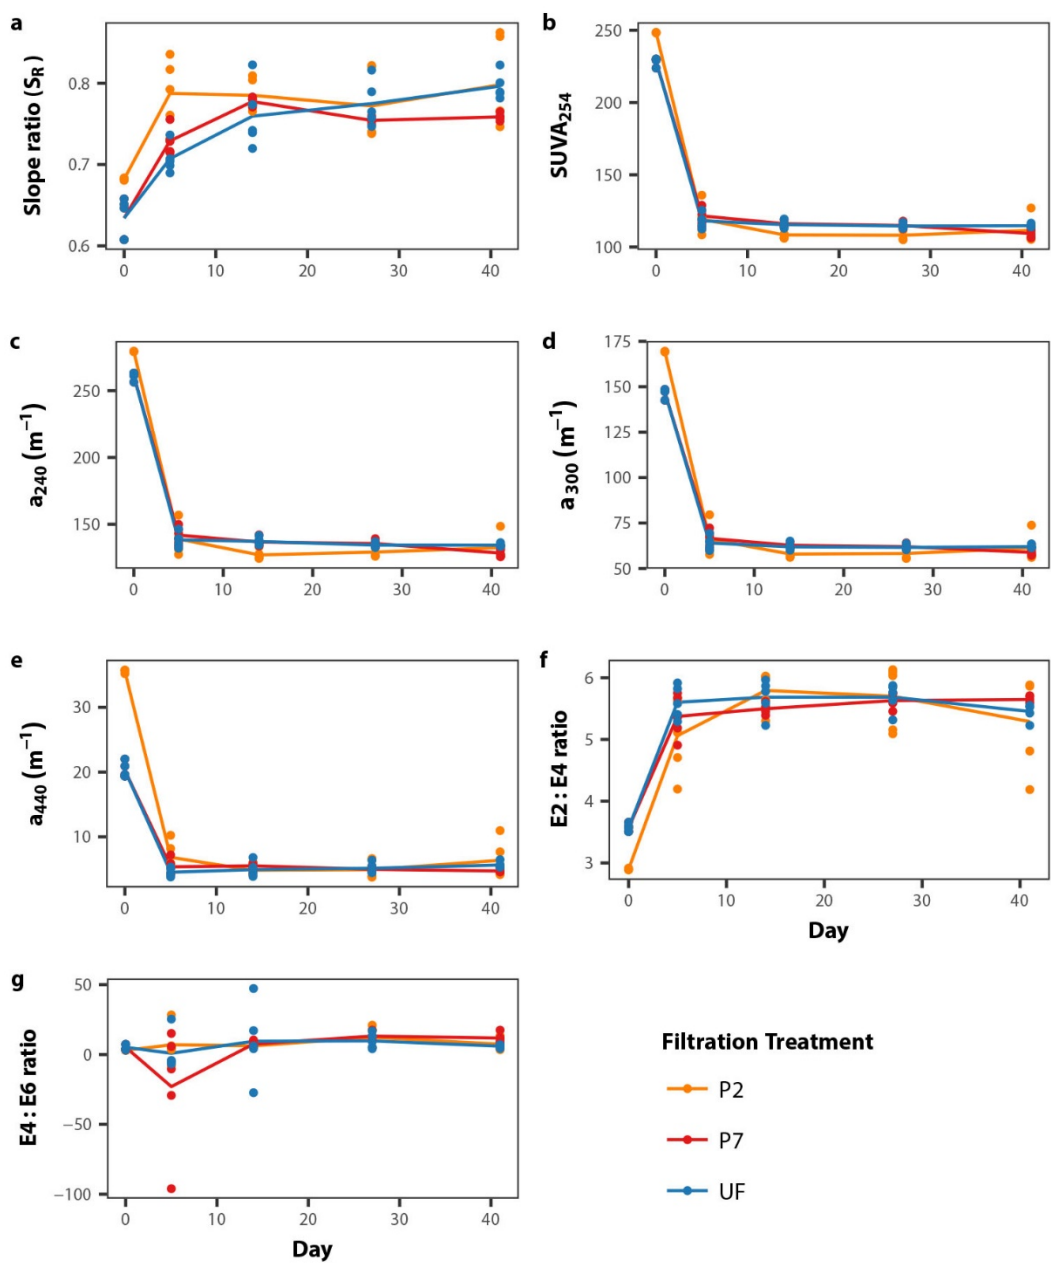 a
Slope ratio (SR)
0.8
0.7
0.6
0 10 20 30 40
b
SUVA254
250
200
150
100
0 10 20 30 40
c
a240 (m−1)
250
200
150
0 10 20 30 40
d
a300 (m−1)
175
150
125
100
75
50
0 10 20 30 40
e
a440 (m−1)
30
20
10
0 10 20 30 40
f
E2 : E4 ratio
6
5
4
3
0 10 20 30 40
Day
g
E4 : E6 ratio
50
0
−50
−100
0 10 20 30 40
Day
Filtration Treatment
P2
P7
UF